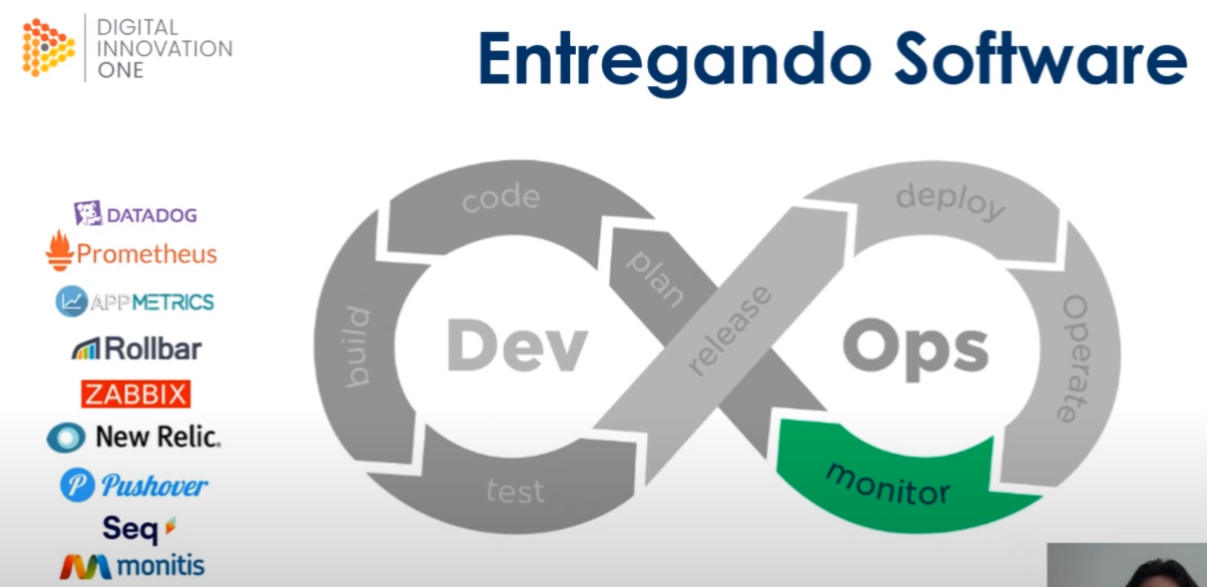 DIGITAL
INNOVATION
ONE
Entregando Software
DATADOG
Prometheus
APPMETRICS
Rollbar
ZABBIX
New Relic.
Pushover
Seq
monitis
Dev
code
plan
build
test
release
Ops
deploy
Operate
monitor